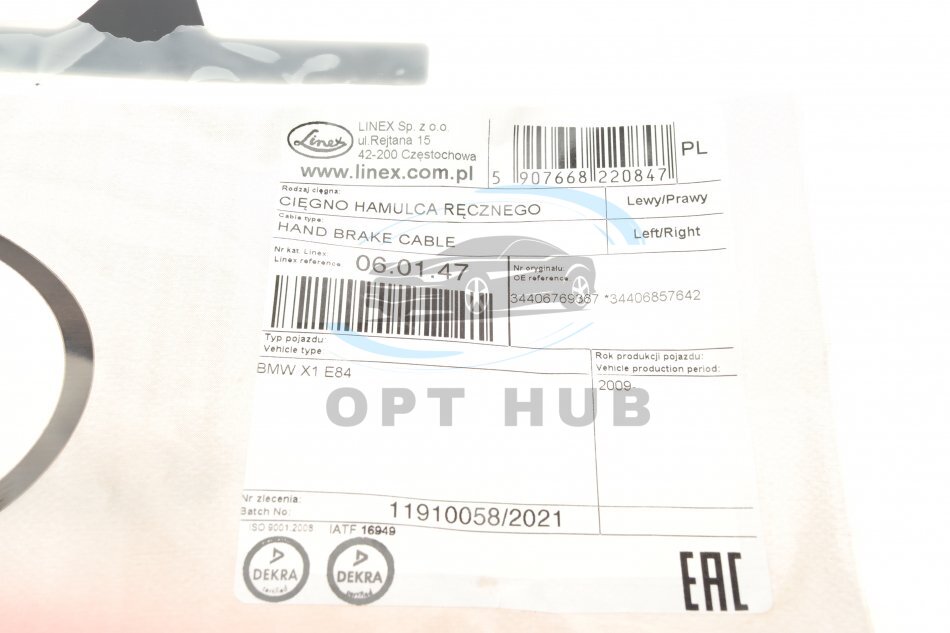 Linex
LINEX Sp. z o.o.
ul.Rejtana 15
42-200 Częstochowa
www.linex.com.pl
5 907668 220847
PL
Rodzaj cięgna:
CIĘGNO HAMULCA RĘCZNEGO
Lewy/Prawy
Cable type:
HAND BRAKE CABLE
Left/Right
Nr kat. Linex:
Linex reference
06.01.47
Nr oryginału:
OE reference
34406769367 *34406857642
Typ pojazdu:
Vehicle type
BMW X1 E84
Rok produkcji pojazdu:
Vehicle production period:
2009-
OPT HUB
Nr zlecenia:
Batch No:
11910058/2021
ISO 9001:2008
IATF 16949
DEKRA
certified
DEKRA
certified
EAC